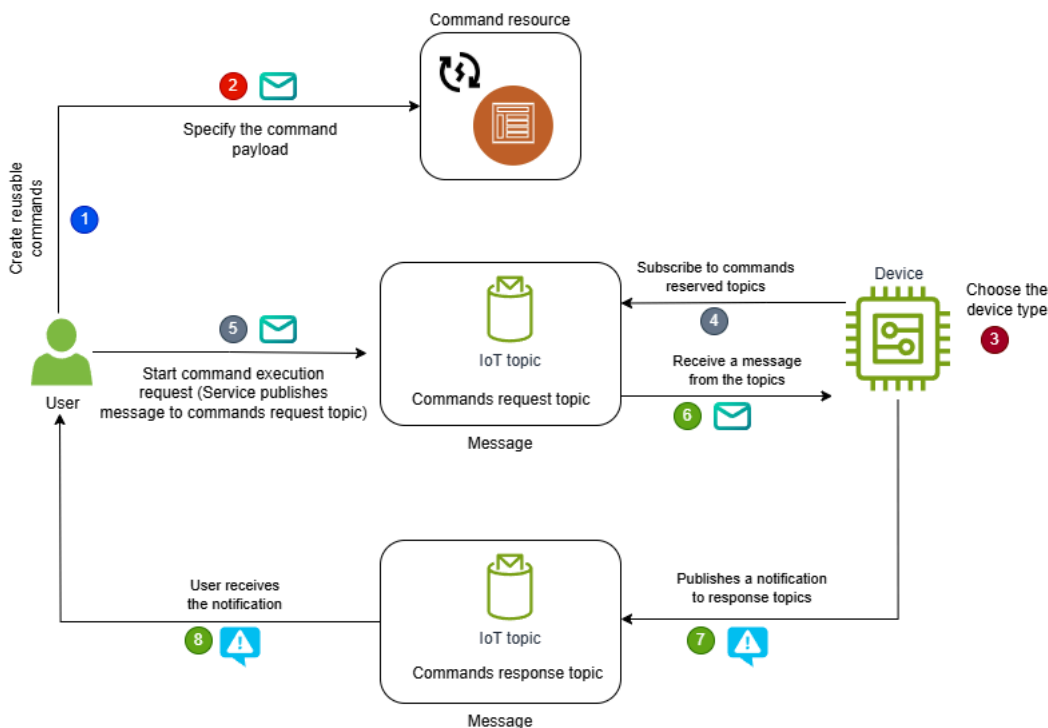 Command resource
2
Specify the command
payload
Create reusable
commands
1
Subscribe to commands
reserved topics
4
Device
Choose the
device type
3
5
IoT topic
Commands request topic
Message
Start command execution
request (Service publishes
message to commands request topic)
User
Receive a message
from the topics
6
User receives
the notification
8
IoT topic
Commands response topic
Message
Publishes a notification
to response topics
7